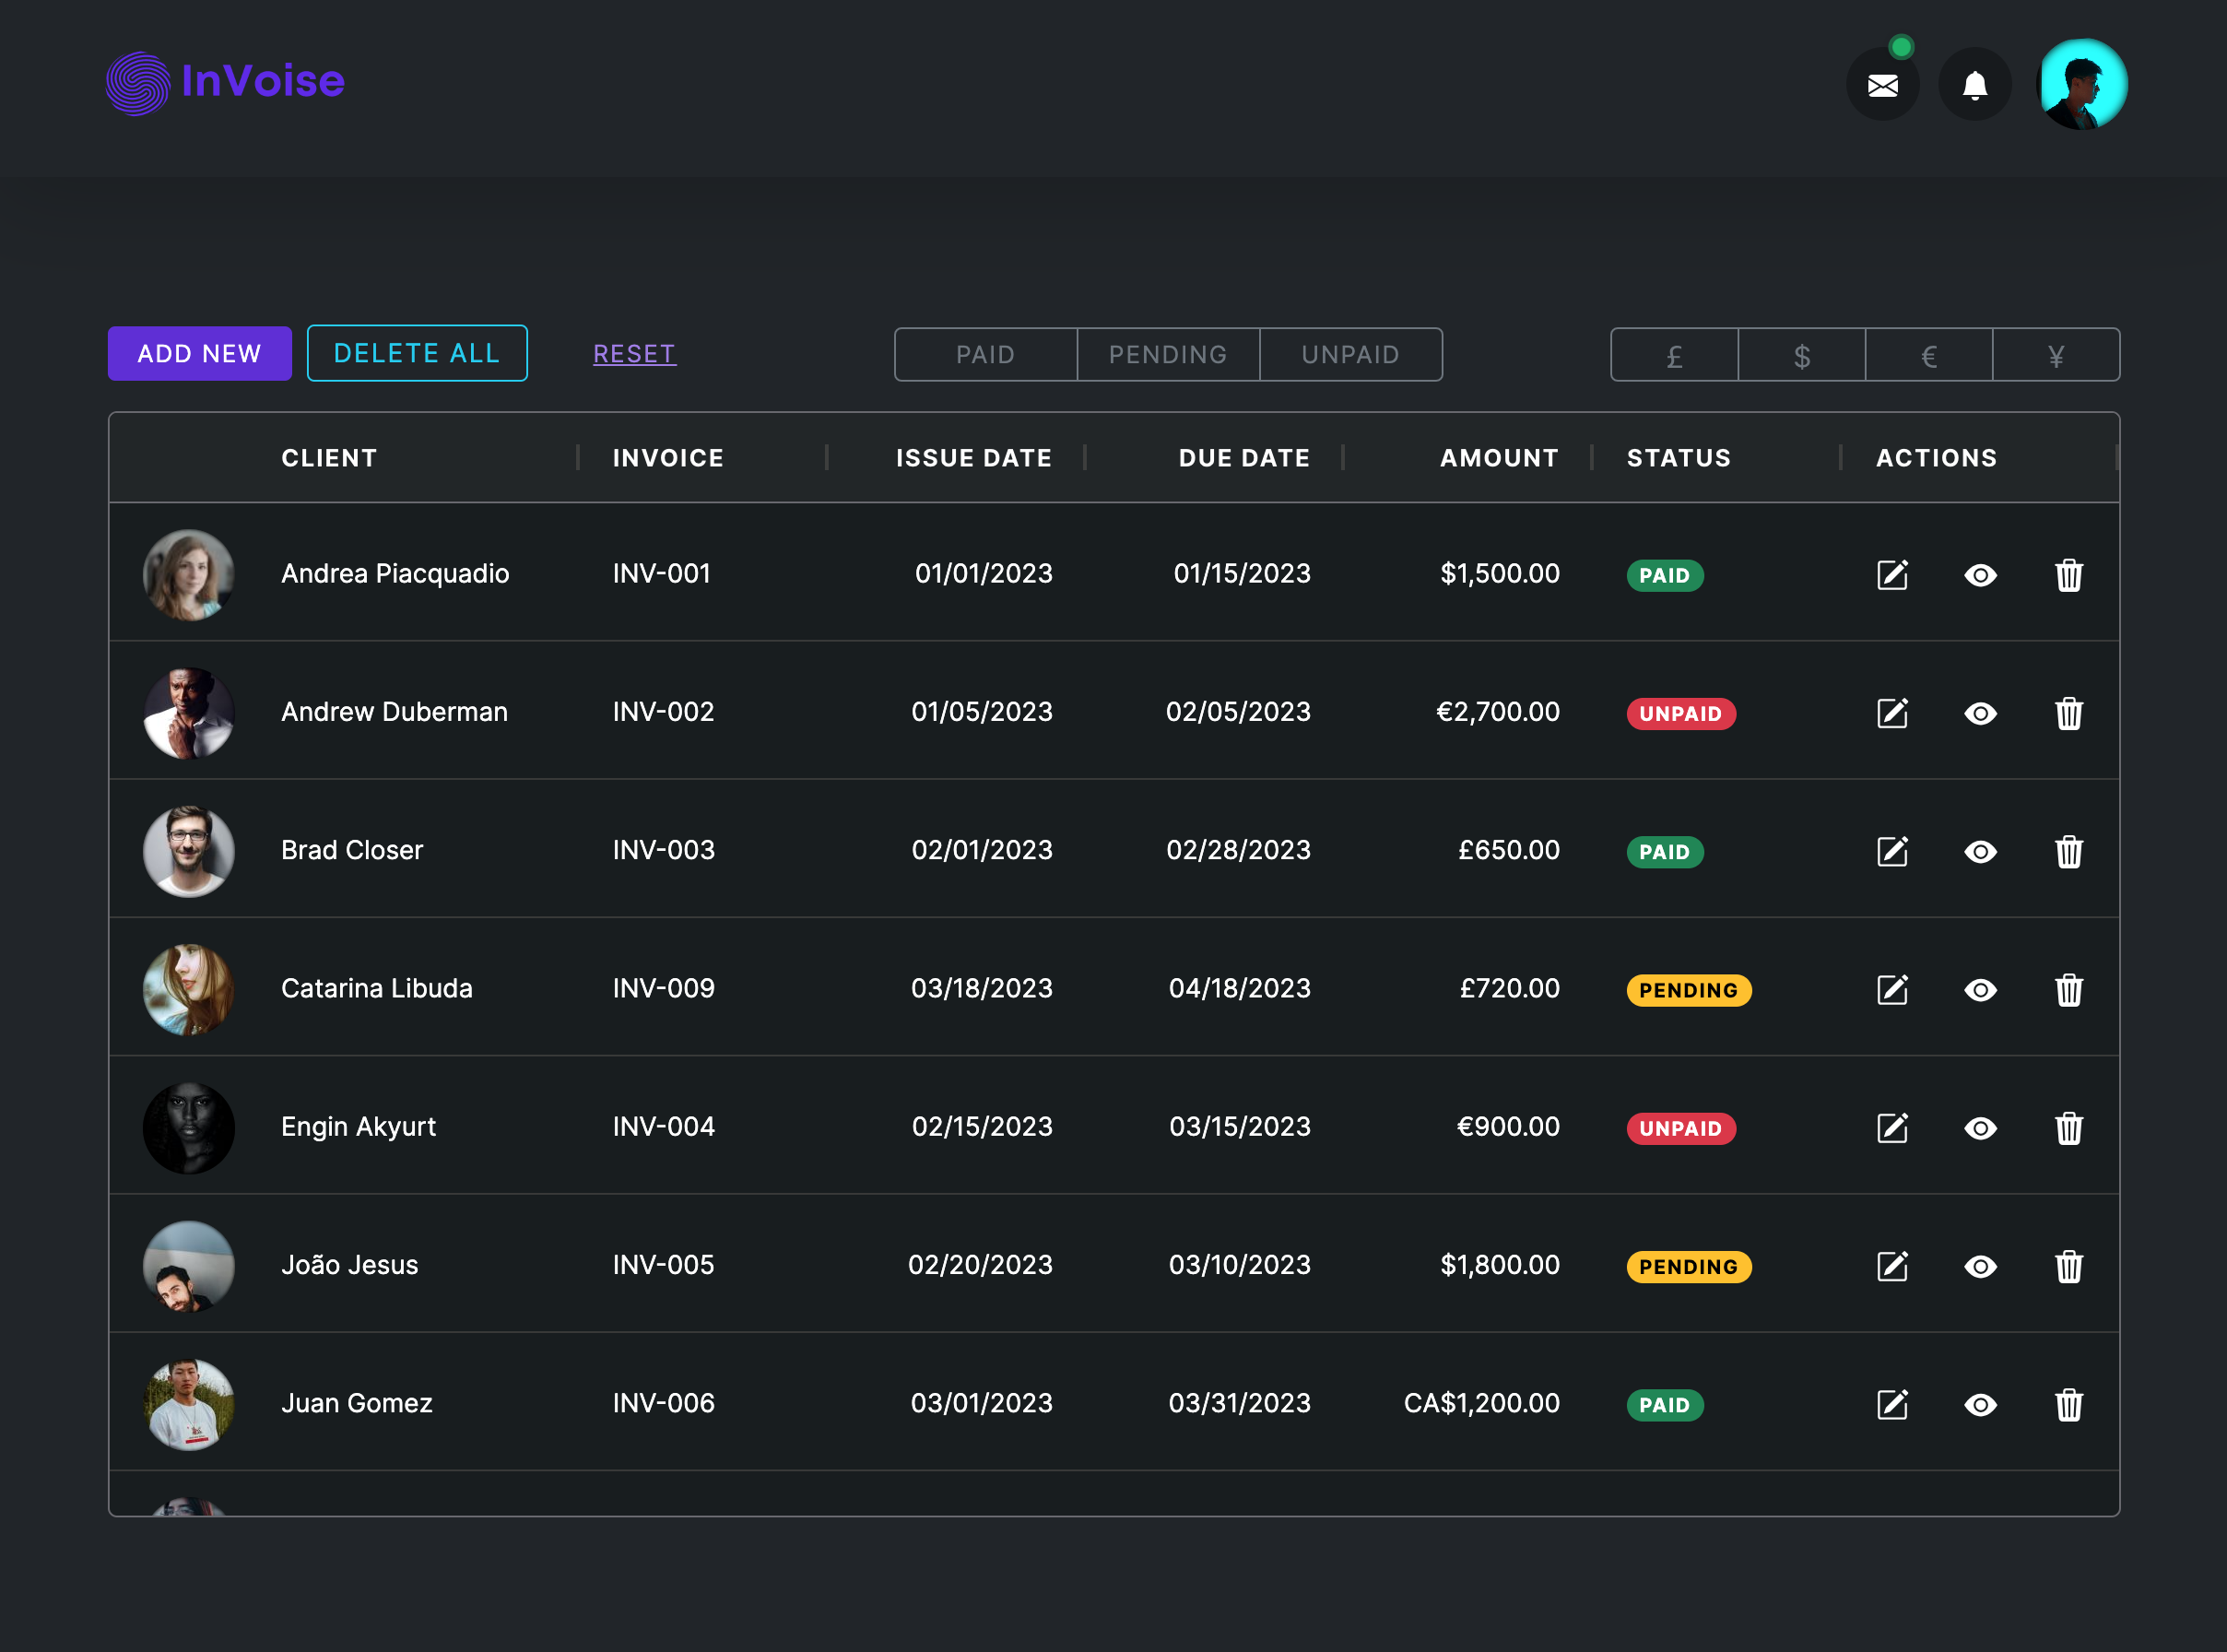 InVoise
ADD NEW DELETE ALL RESET PAID PENDING UNPAID £ $ € ¥
CLIENT INVOICE ISSUE DATE DUE DATE AMOUNT STATUS ACTIONS
Andrea Piacquadio INV-001 01/01/2023 01/15/2023 $1,500.00 PAID
Andrew Duberman INV-002 01/05/2023 02/05/2023 €2,700.00 UNPAID
Brad Closer INV-003 02/01/2023 02/28/2023 £650.00 PAID
Catarina Libuda INV-009 03/18/2023 04/18/2023 £720.00 PENDING
Engin Akyurt INV-004 02/15/2023 03/15/2023 €900.00 UNPAID
João Jesus INV-005 02/20/2023 03/10/2023 $1,800.00 PENDING
Juan Gomez INV-006 03/01/2023 03/31/2023 CA$1,200.00 PAID